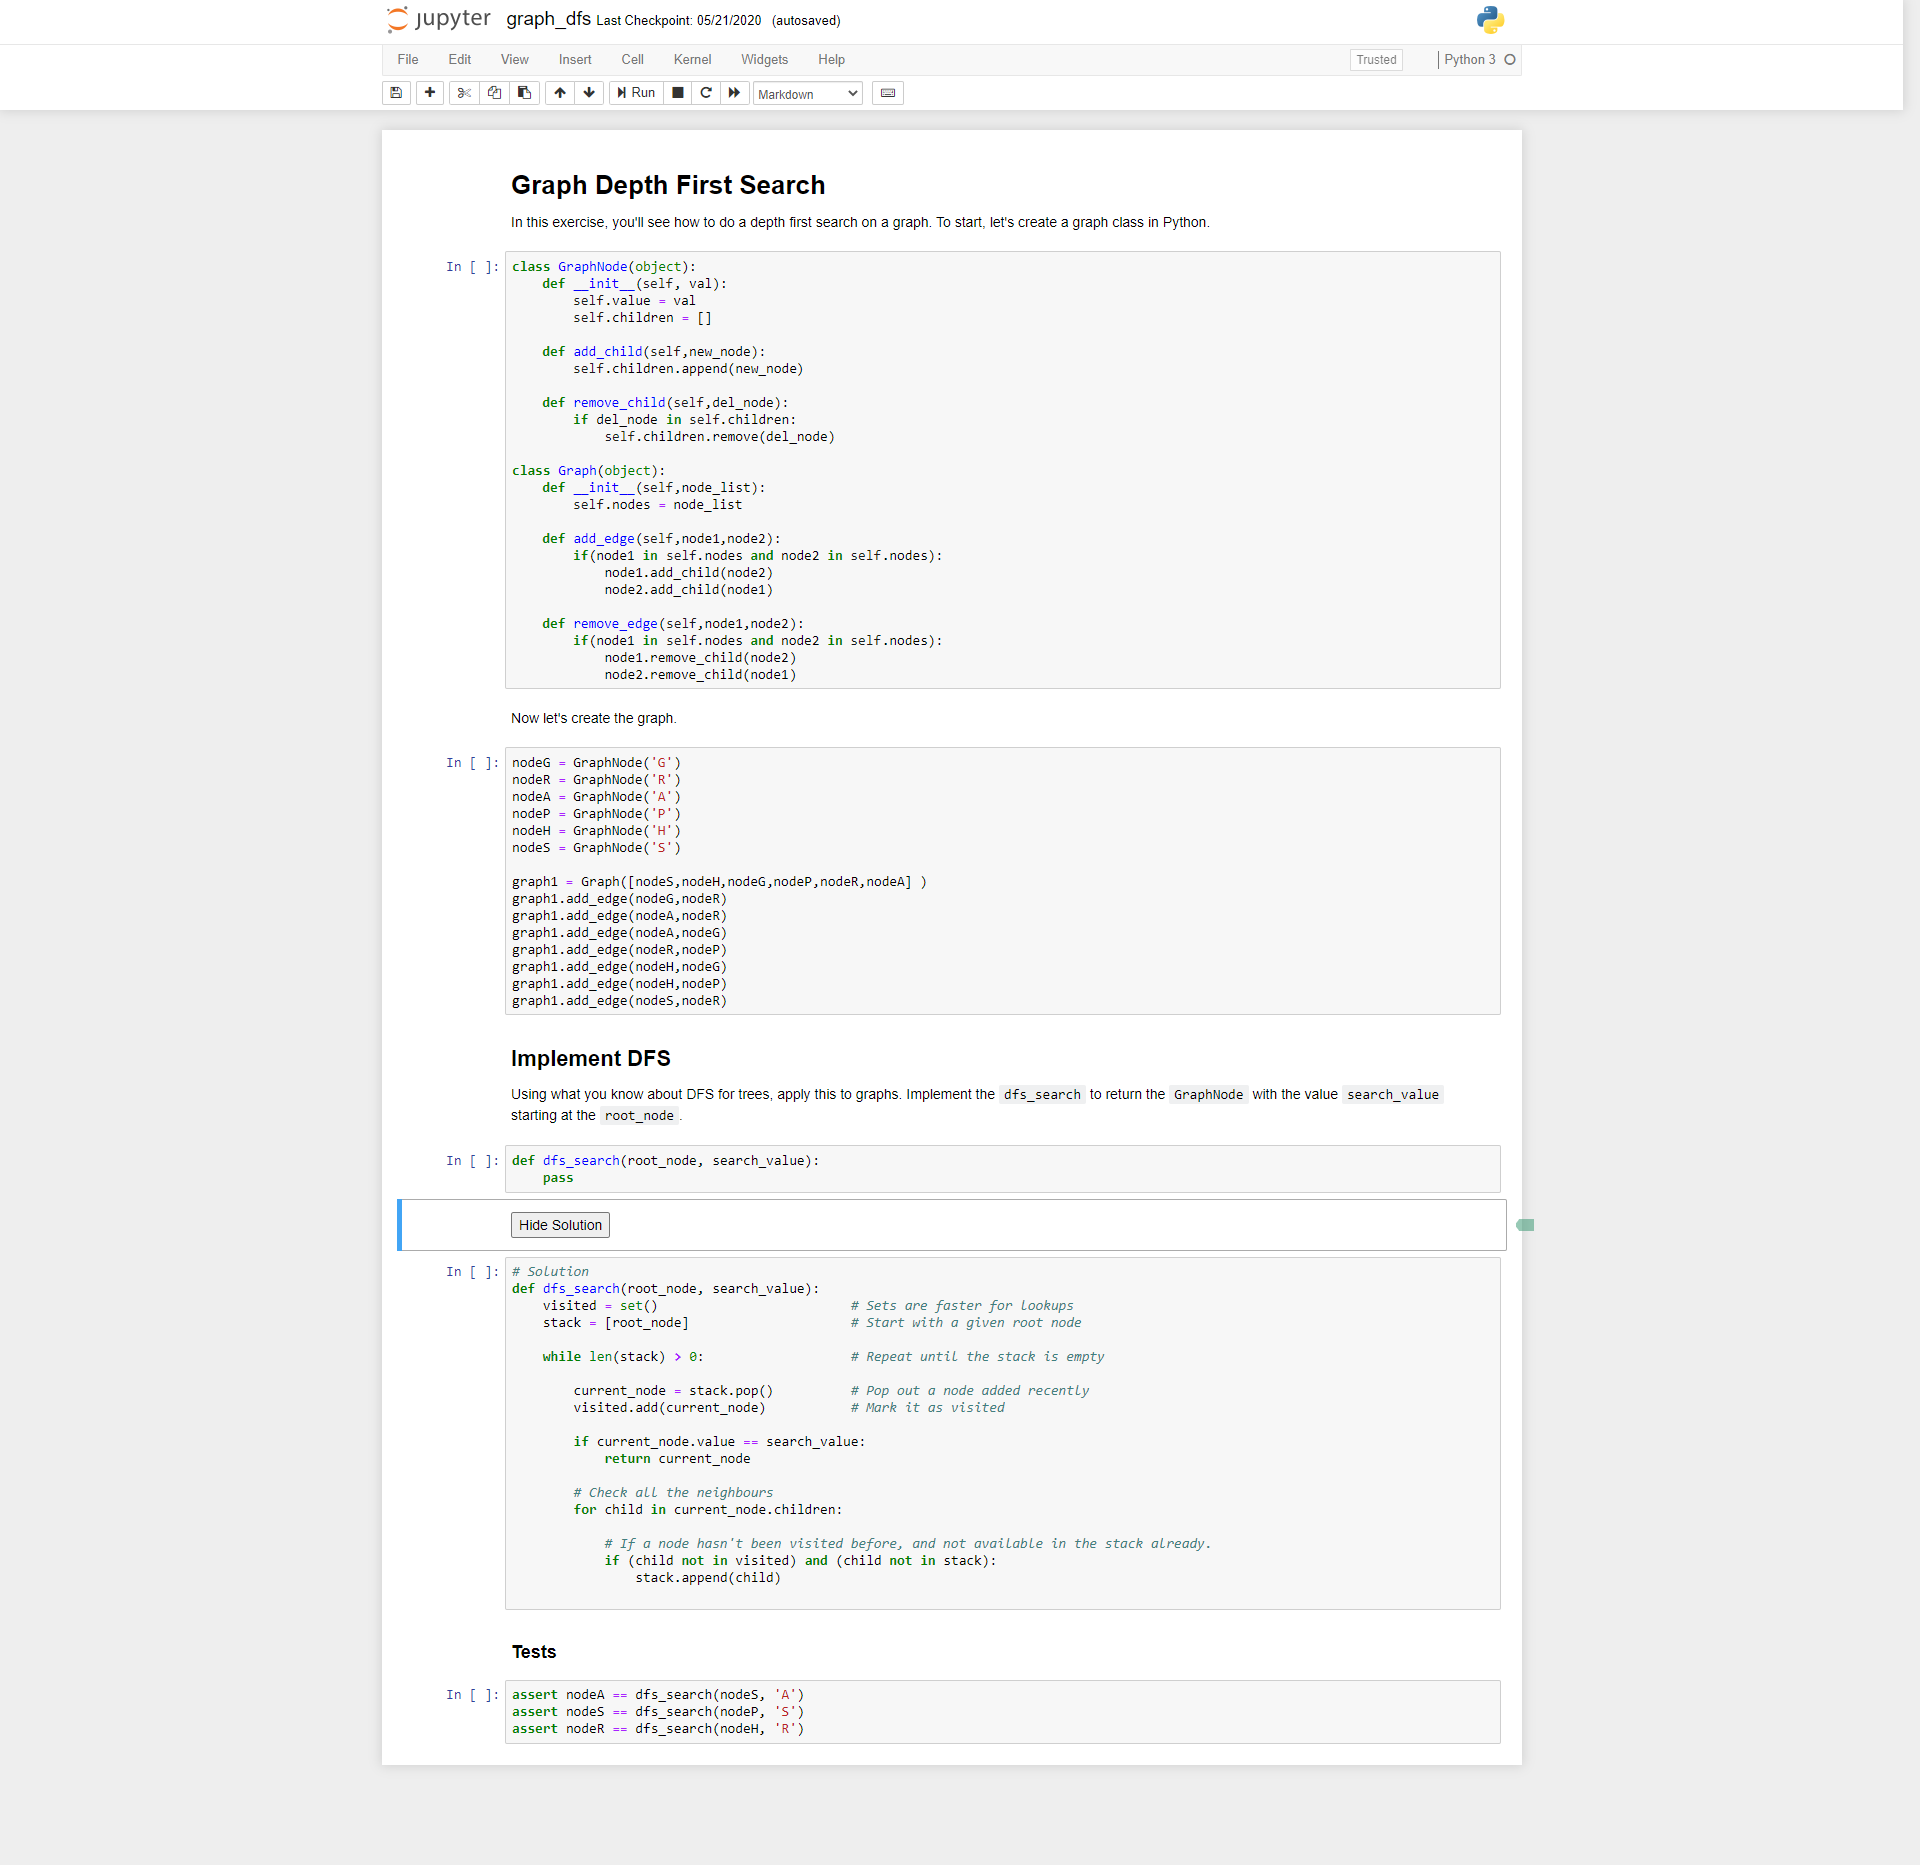 jupyter graph_dfs Last Checkpoint: 05/21/2020 (autosaved)
File Edit View Insert Cell Kernel Widgets Help Trusted Python 3
Run Markdown
Graph Depth First Search
In this exercise, you'll see how to do a depth first search on a graph. To start, let's create a graph class in Python.
In [ ]: class GraphNode(object):
    def __init__(self, val):
        self.value = val
        self.children = []
    def add_child(self,new_node):
        self.children.append(new_node)
    def remove_child(self,del_node):
        if del_node in self.children:
            self.children.remove(del_node)
class Graph(object):
    def __init__(self,node_list):
        self.nodes = node_list
    def add_edge(self,node1,node2):
        if(node1 in self.nodes and node2 in self.nodes):
            node1.add_child(node2)
            node2.add_child(node1)
    def remove_edge(self,node1,node2):
        if(node1 in self.nodes and node2 in self.nodes):
            node1.remove_child(node2)
            node2.remove_child(node1)
Now let's create the graph.
In [ ]: nodeG = GraphNode('G')
nodeR = GraphNode('R')
nodeA = GraphNode('A')
nodeP = GraphNode('P')
nodeH = GraphNode('H')
nodeS = GraphNode('S')
graph1 = Graph([nodeS,nodeH,nodeG,nodeP,nodeR,nodeA] )
graph1.add_edge(nodeG,nodeR)
graph1.add_edge(nodeA,nodeR)
graph1.add_edge(nodeA,nodeG)
graph1.add_edge(nodeR,nodeP)
graph1.add_edge(nodeH,nodeG)
graph1.add_edge(nodeH,nodeP)
graph1.add_edge(nodeS,nodeR)
Implement DFS
Using what you know about DFS for trees, apply this to graphs. Implement the dfs_search to return the GraphNode with the value search_value
starting at the root_node .
In [ ]: def dfs_search(root_node, search_value):
    pass
Hide Solution
In [ ]: # Solution
def dfs_search(root_node, search_value):
    visited = set()                         # Sets are faster for lookups
    stack = [root_node]                     # Start with a given root node
    while len(stack) > 0:                   # Repeat until the stack is empty
        current_node = stack.pop()          # Pop out a node added recently
        visited.add(current_node)           # Mark it as visited
        if current_node.value == search_value:
            return current_node
        # Check all the neighbours
        for child in current_node.children:
            # If a node hasn't been visited before, and not available in the stack already.
            if (child not in visited) and (child not in stack):
                stack.append(child)
Tests
In [ ]: assert nodeA == dfs_search(nodeS, 'A')
assert nodeS == dfs_search(nodeP, 'S')
assert nodeR == dfs_search(nodeH, 'R')